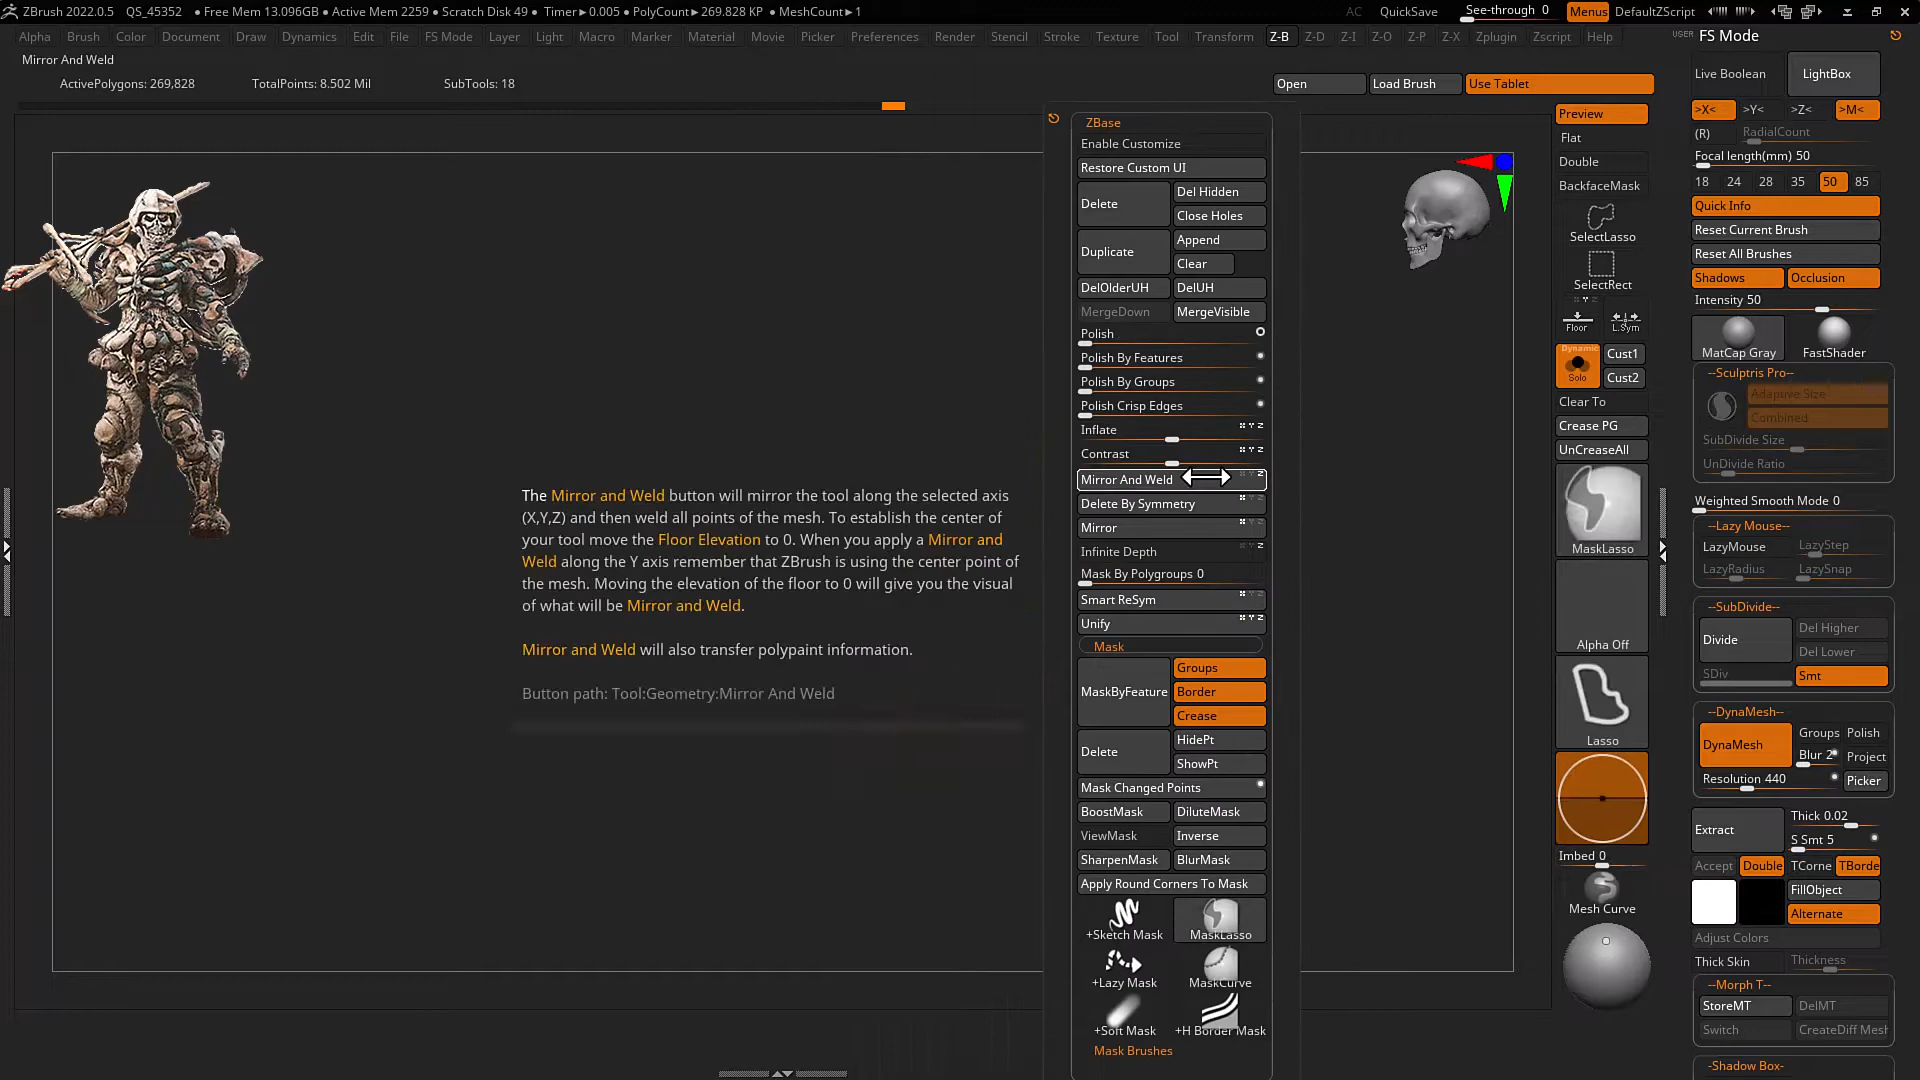 ZBrush 2022.0.5 QS_45352 • Free Mem 13.096GB • Active Mem 2259 • Scratch Disk 49 • Timer▸0.005 • PolyCount▸269.828 KP • MeshCount▸1 AC QuickSave See-through 0 Menus DefaultZScript
Alpha Brush Color Document Draw Dynamics Edit File FS Mode Layer Light Macro Marker Material Movie Picker Preferences Render Stencil Stroke Texture Tool Transform Z-B Z-D Z-I Z-O Z-P Z-X Zplugin Zscript Help USER FS Mode
Mirror And Weld
ActivePolygons: 269,828 TotalPoints: 8.502 Mil SubTools: 18
Open Load Brush Use Tablet
ZBase
Enable Customize
Restore Custom UI
Delete Del Hidden
Close Holes
Duplicate Append
Clear
DelOlderUH DelUH
MergeDown MergeVisible
Polish
Polish By Features
Polish By Groups
Polish Crisp Edges
Inflate
Contrast
Mirror And Weld
Delete By Symmetry
Mirror
Infinite Depth
Mask By Polygroups 0
Smart ReSym
Unify
Mask
MaskByFeature Groups
Border
Crease
Delete HidePt
ShowPt
Mask Changed Points
BoostMask DiluteMask
ViewMask Inverse
SharpenMask BlurMask
Apply Round Corners To Mask
+Sketch Mask MaskLasso
+Lazy Mask MaskCurve
+Soft Mask +H Border Mask
Mask Brushes
The Mirror and Weld button will mirror the tool along the selected axis
(X,Y,Z) and then weld all points of the mesh. To establish the center of
your tool move the Floor Elevation to 0. When you apply a Mirror and
Weld along the Y axis remember that ZBrush is using the center point of
the mesh. Moving the elevation of the floor to 0 will give you the visual
of what will be Mirror and Weld.
Mirror and Weld will also transfer polypaint information.
Button path: Tool:Geometry:Mirror And Weld
Preview
Flat
Double
BackfaceMask
SelectLasso
SelectRect
Floor L.Sym
Dynamic
Solo Cust1
Cust2
Clear To
Crease PG
UnCreaseAll
MaskLasso
Alpha Off
Lasso
Imbed 0
Mesh Curve
Live Boolean LightBox
>X< >Y< >Z< >M<
(R) RadialCount
Focal length(mm) 50
18 24 28 35 50 85
Quick Info
Reset Current Brush
Reset All Brushes
Shadows Occlusion
Intensity 50
MatCap Gray FastShader
--Sculptris Pro--
Adaptive Size
Combined
SubDivide Size
UnDivide Ratio
Weighted Smooth Mode 0
--Lazy Mouse--
LazyMouse LazyStep
LazyRadius LazySnap
--SubDivide--
Divide Del Higher
Del Lower
SDiv Smt
--DynaMesh--
DynaMesh Groups Polish
Blur 2 Project
Resolution 440 Picker
Extract Thick 0.02
S Smt 5
Accept Double TCorne TBorde
FillObject
Alternate
Adjust Colors
Thick Skin Thickness
--Morph T--
StoreMT DelMT
Switch CreateDiff Mesh
--Shadow Box-